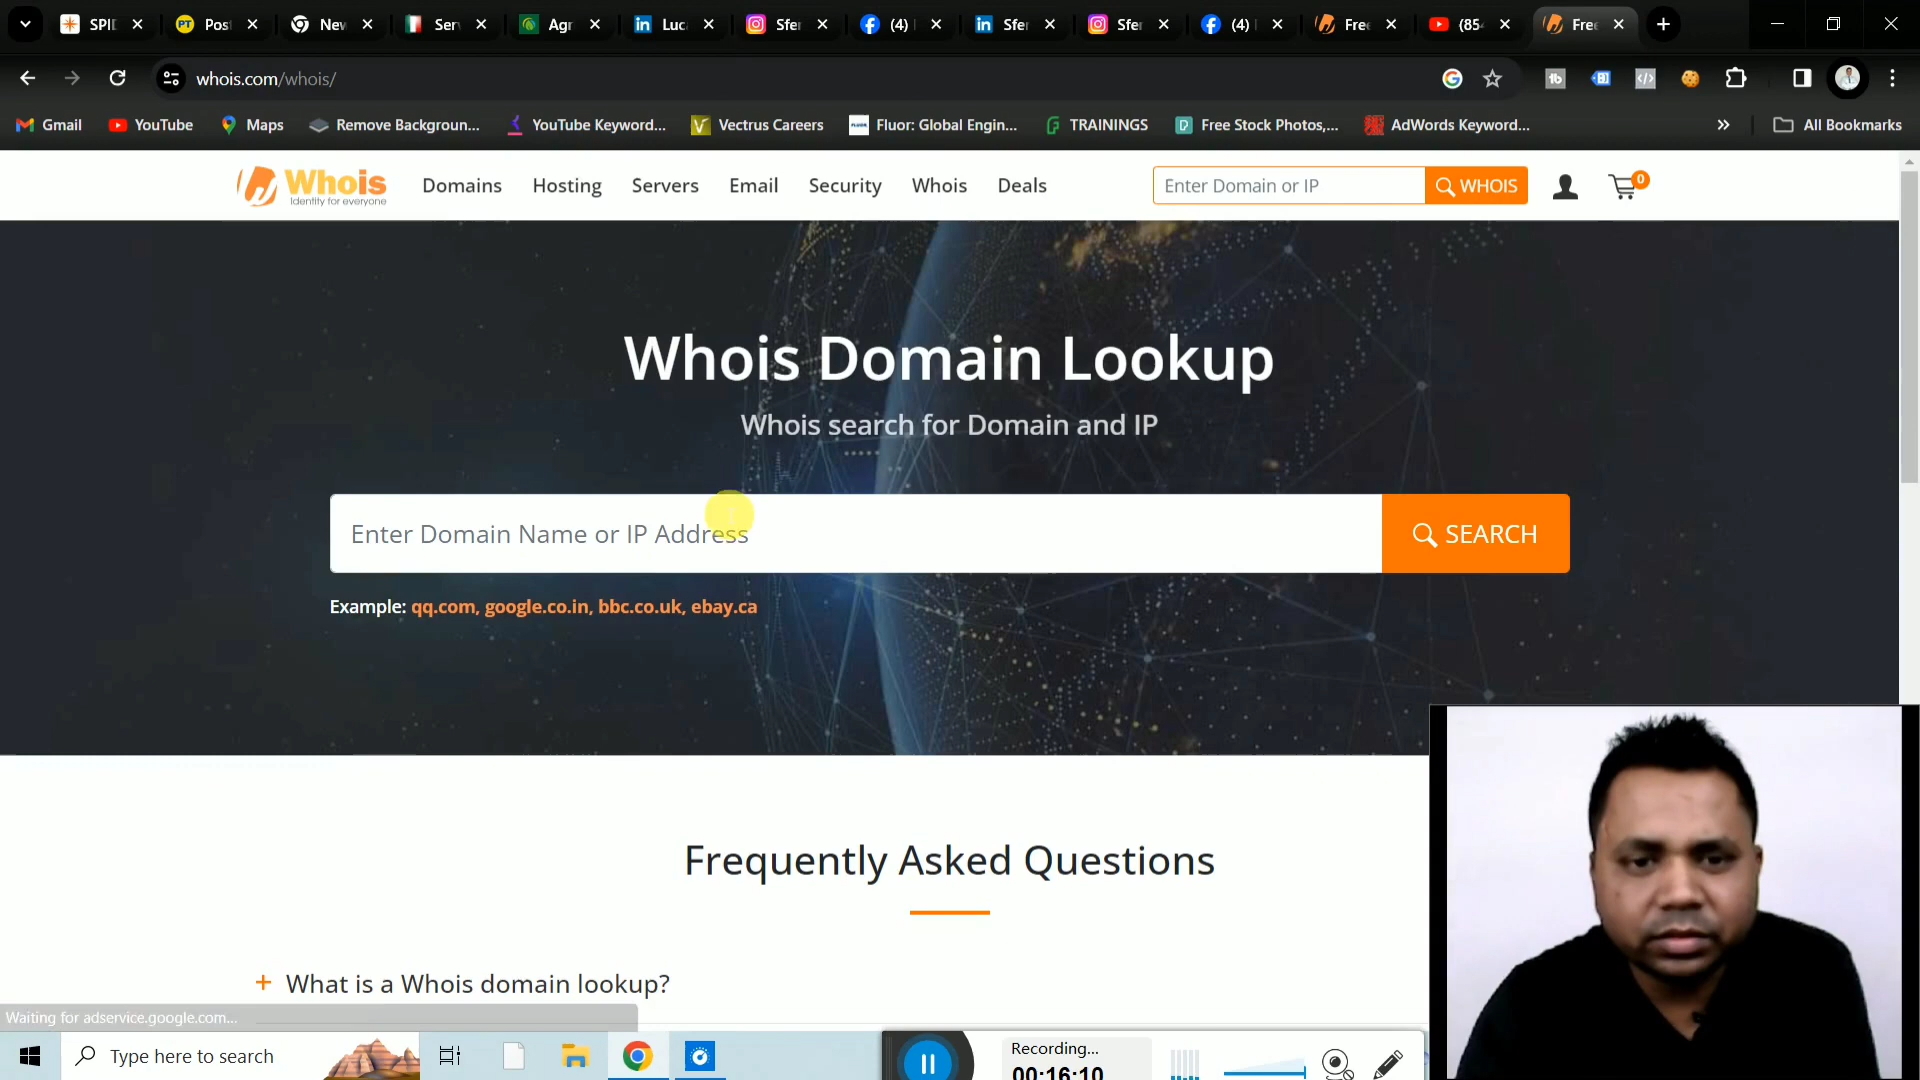 SPID
Pos
New
Ser
Agr
Luc
Sfer
(4)
Sfer
Sfer
(4)
Free
(85
Free
whois.com/whois/
Gmail
YouTube
Maps
Remove Backgroun...
YouTube Keyword...
Vectrus Careers
Fluor: Global Engin...
TRAININGS
Free Stock Photos,...
AdWords Keyword...
All Bookmarks
Whois
Identity for everyone
Domains
Hosting
Servers
Email
Security
Whois
Deals
Enter Domain or IP
WHOIS
0
Whois Domain Lookup
Whois search for Domain and IP
Enter Domain Name or IP Address
SEARCH
Example: qq.com, google.co.in, bbc.co.uk, ebay.ca
Frequently Asked Questions
+ What is a Whois domain lookup?
Waiting for adservice.google.com...
Type here to search
Recording...
00:16:10